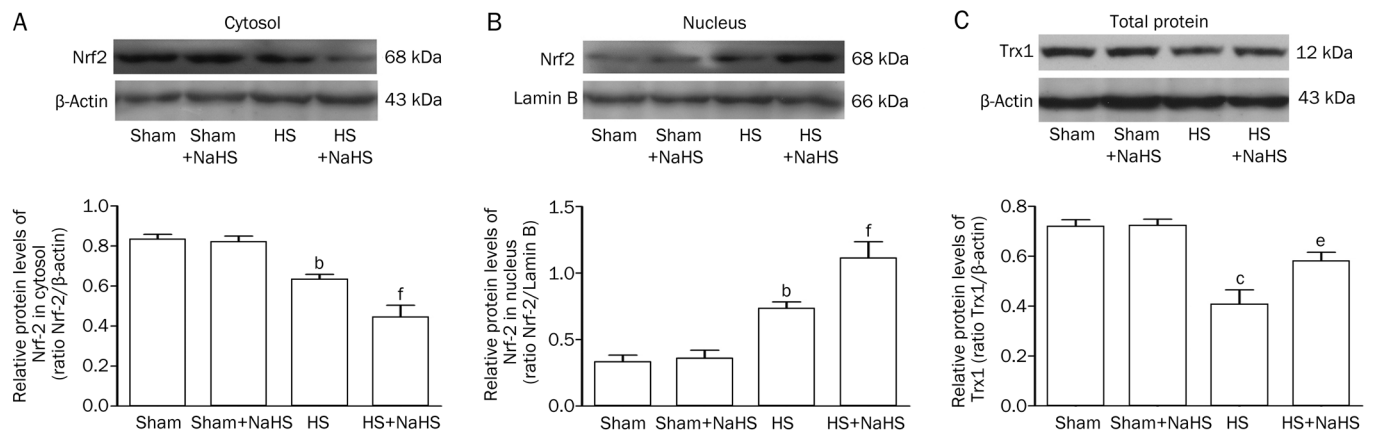 A
Cytosol
Nrf2
68 kDa
β-Actin
43 kDa
Sham
Sham
+NaHS
HS
HS
+NaHS
Relative protein levels of
Nrf-2 in cytosol
(ratio Nrf-2/β-actin)
1.0
0.8
0.6
0.4
0.2
0.0
b
f
Sham
Sham+NaHS
HS
HS+NaHS
B
Nucleus
Nrf2
68 kDa
Lamin B
66 kDa
Sham
Sham
+NaHS
HS
HS
+NaHS
Relative protein levels of
Nrf-2 in nucleus
(ratio Nrf-2/Lamin B)
1.5
1.0
0.5
0.0
b
f
Sham
Sham+NaHS
HS
HS+NaHS
C
Total protein
Trx1
12 kDa
β-Actin
43 kDa
Sham
Sham
+NaHS
HS
HS
+NaHS
Relative protein levels of
Trx1 (ratio Trx1/β-actin)
0.8
0.6
0.4
0.2
0.0
c
e
Sham
Sham+NaHS
HS
HS+NaHS